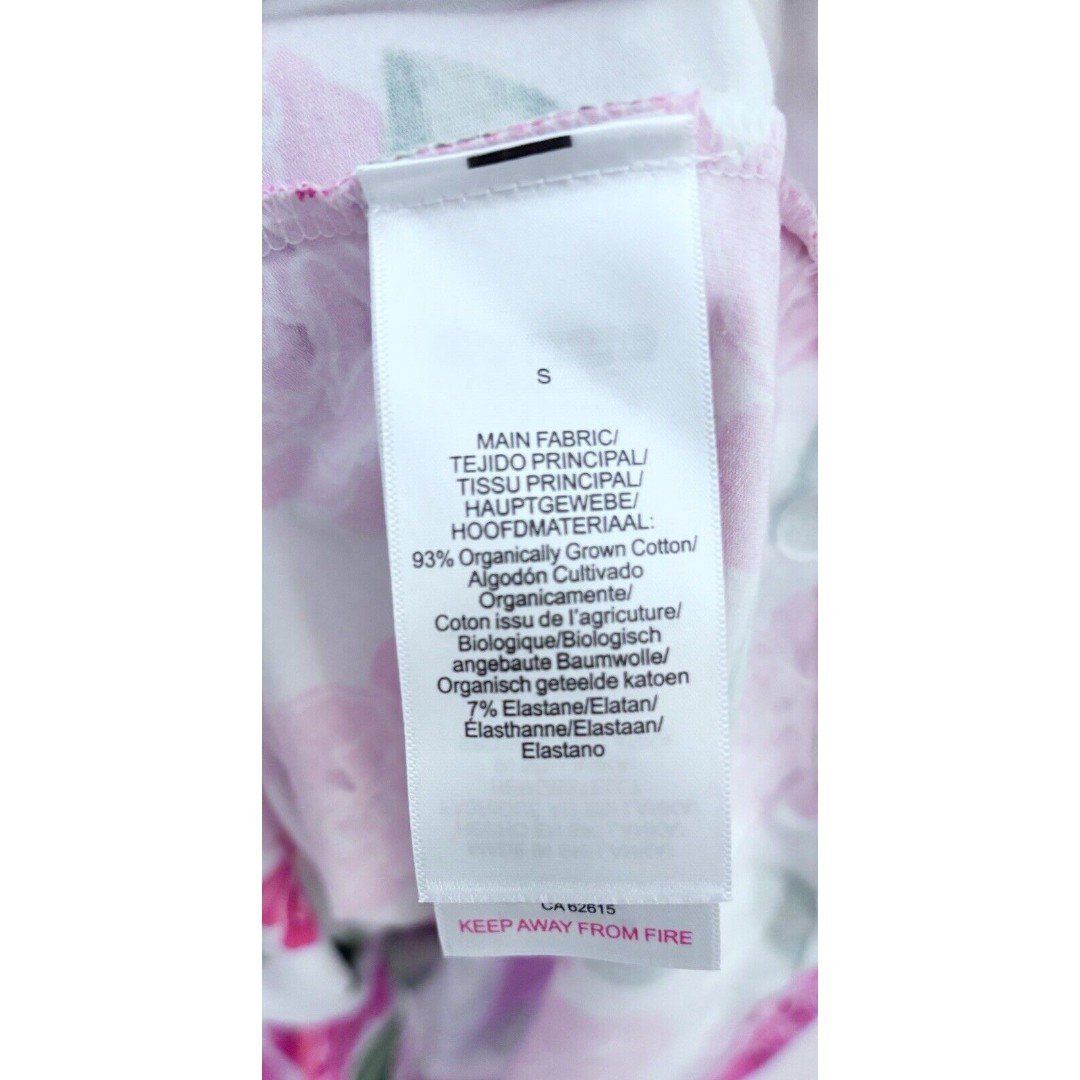 S
MAIN FABRIC/
TEJIDO PRINCIPAL/
TISSU PRINCIPAL/
HAUPTGEWEBE/
HOOFDMATERIAAL:
93% Organically Grown Cotton/
Algodón Cultivado
Organicamente/
Coton issu de l'agricuture/
Biologique/Biologisch
angebaute Baumwolle/
Organisch geteelde katoen
7% Elastane/Elatan/
Élasthanne/Elastaan/
Elastano
CA 62615
KEEP AWAY FROM FIRE